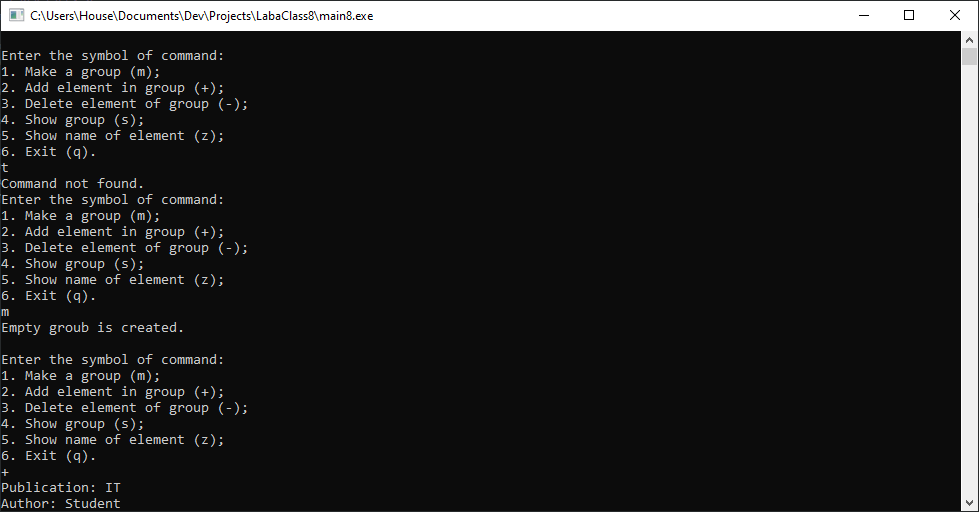 C:\Users\House\Documents\Dev\Projects\LabaClass8\main8.exe
Enter the symbol of command:
1. Make a group (m);
2. Add element in group (+);
3. Delete element of group (-);
4. Show group (s);
5. Show name of element (z);
6. Exit (q).
t
Command not found.
Enter the symbol of command:
1. Make a group (m);
2. Add element in group (+);
3. Delete element of group (-);
4. Show group (s);
5. Show name of element (z);
6. Exit (q).
m
Empty groub is created.
Enter the symbol of command:
1. Make a group (m);
2. Add element in group (+);
3. Delete element of group (-);
4. Show group (s);
5. Show name of element (z);
6. Exit (q).
+
Publication: IT
Author: Student